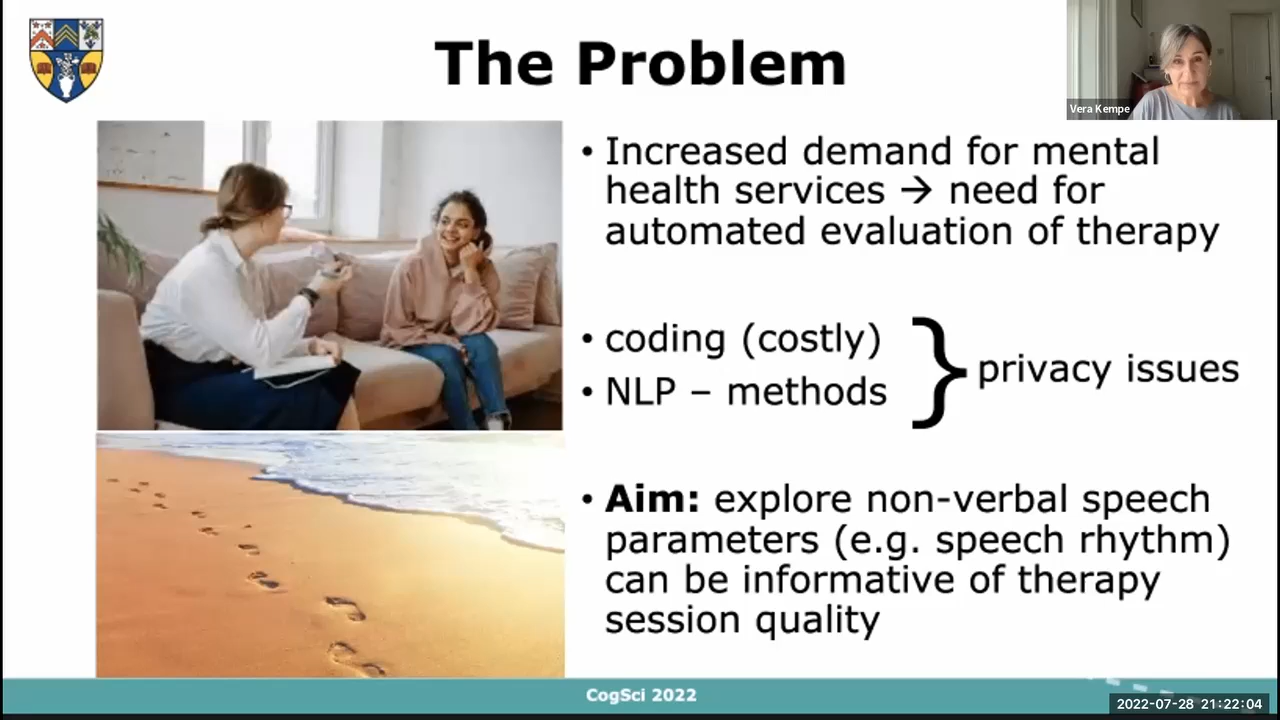 The Problem
Vera Kempe
• Increased demand for mental
health services → need for
automated evaluation of therapy
• coding (costly)
• NLP – methods
} privacy issues
• Aim: explore non-verbal speech
parameters (e.g. speech rhythm)
can be informative of therapy
session quality
CogSci 2022
2022-07-28 21:22:04